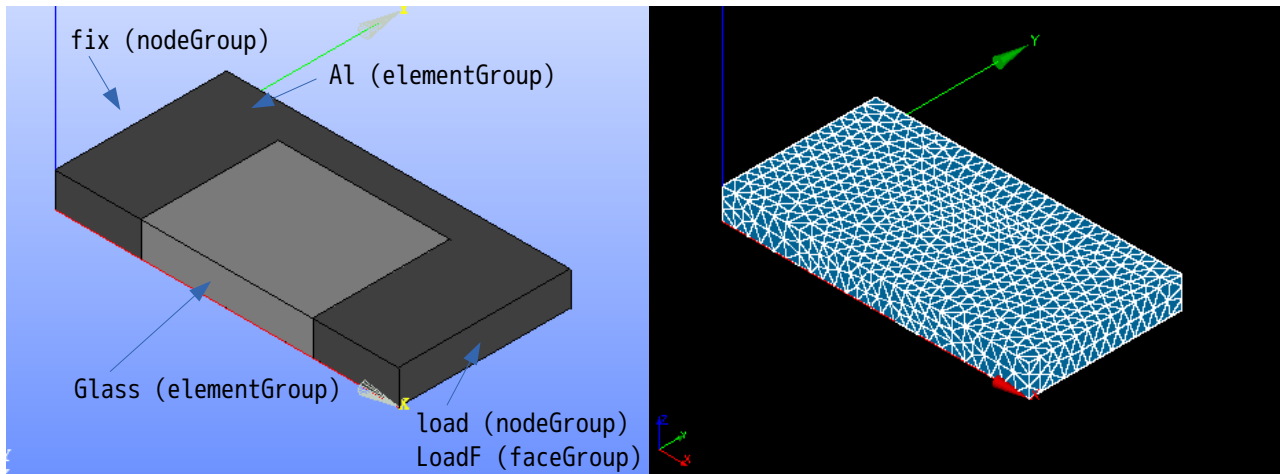 fix (nodeGroup)
Al (elementGroup)
Glass (elementGroup)
load (nodeGroup)
LoadF (faceGroup)
X
Y
Z
Y
X